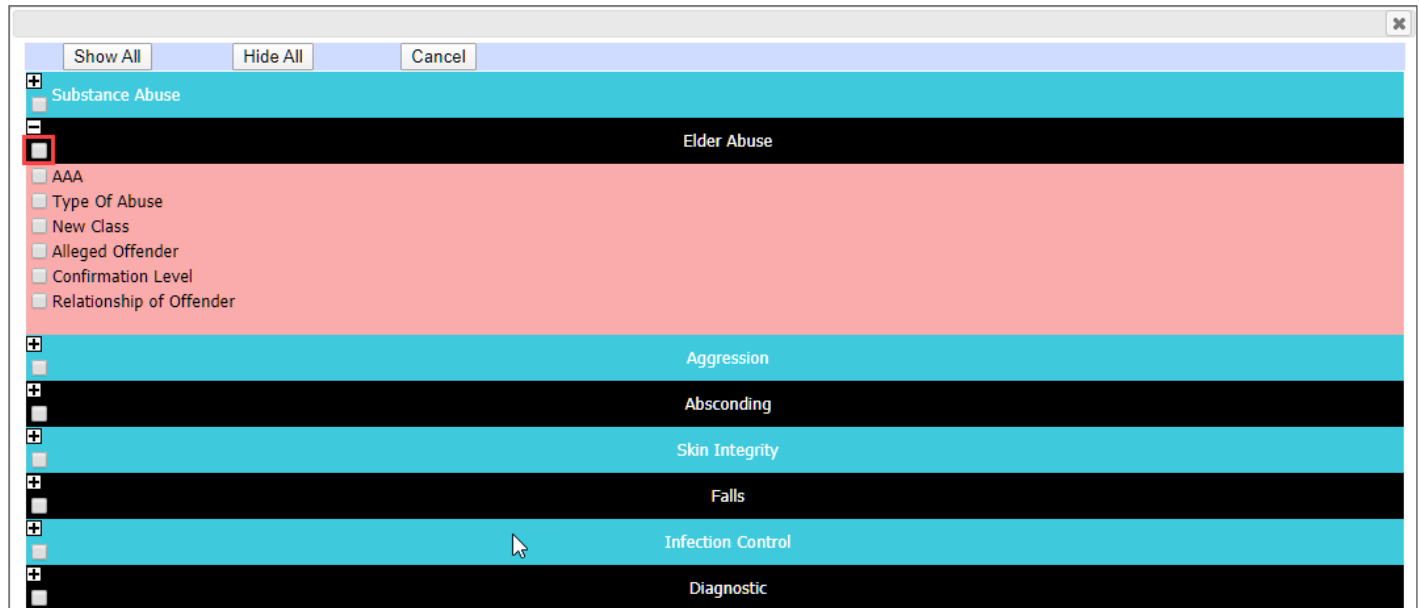 Show All Hide All Cancel
Substance Abuse
Elder Abuse
AAA
Type Of Abuse
New Class
Alleged Offender
Confirmation Level
Relationship of Offender
Aggression
Absconding
Skin Integrity
Falls
Infection Control
Diagnostic